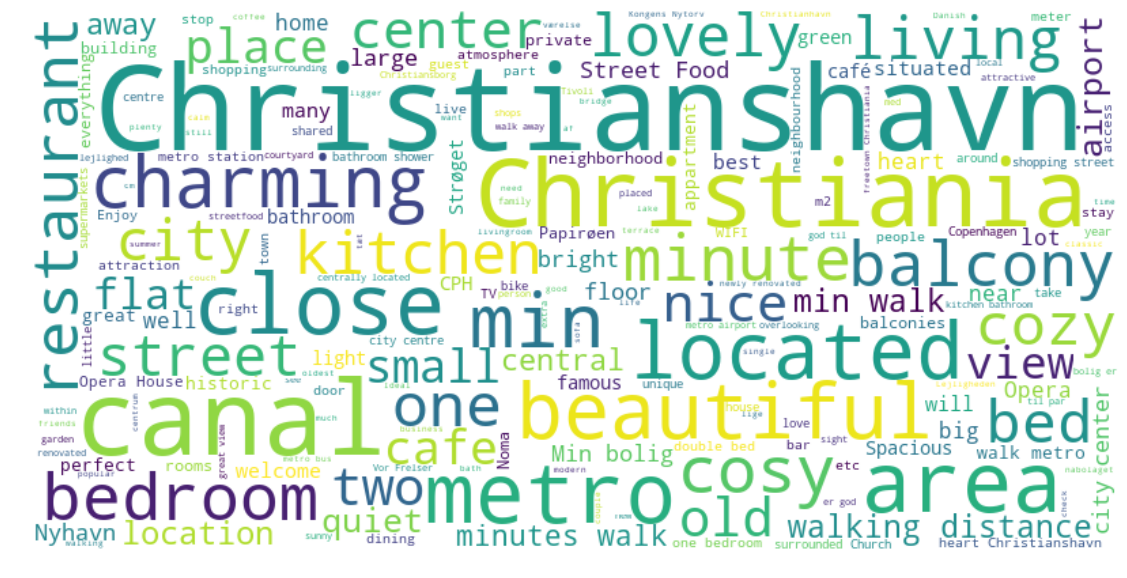 away
stop
coffee
home
center
private
Kongens Nytorv
lovely
Christianhavn
Danish
meter
building
place
large
atmosphere
guest
green
living
local
shopping
surrounding
Christiansborg
part
Street Food
café
situated
attractive
airport
everything
Christianshavn
centre
many
ligger
Tivoli
bridge
neighbourhood
access
plenty
calm
still
shared
live
want
shops
walk away
af
med
freetown Christiania
restaurant
lejlighed
metro station
courtyard
bathroom shower
Strøget
neighborhood
appartment
best
heart
around
shopping street
supermarkets
cm
charming
Christiania
need
family
placed
lake
m2
time
stay
Enjoy
streetfood
bathroom
livingroom
Papirøen
terrace
WIFI
god til
people
Copenhagen
lot
year
city
summer
town
tæt
kitchen
bright
minute
balcony
classic
attraction
couch
centrally located
CPH
TV
bike
person
good
floor
newly renovated
life
near
take
flat
close
right
extra
nice
min walk
kitchen bathroom
great
well
little
min
sofa
metro airport
overlooking
balconies
cozy
street
city centre
light
small
central
located
single
view
bolig er
Opera House
historic
oldest
see
door
ideal
famous
unique
house
lige
lejligheden
Opera
til par
within
friends
canal
much
one
business
beautiful
love
will
bed
garden
renovated
centrum
great view
cafe
Noma
Min bolig
double bed
bar
sight
big
Spacious
walk metro
center
perfect
popular
rooms
welcome
metro bus
Vor Frelser
bath
modern
couple
cosy
etc
nabolaget
bedroom
two
metro
er god
area
check
city
Nyhavn
walking
location
sunny
quiet
dining
minutes walk
room
old
one bedroom
surrounded
Church
walking distance
heart Christianshavn
værelse